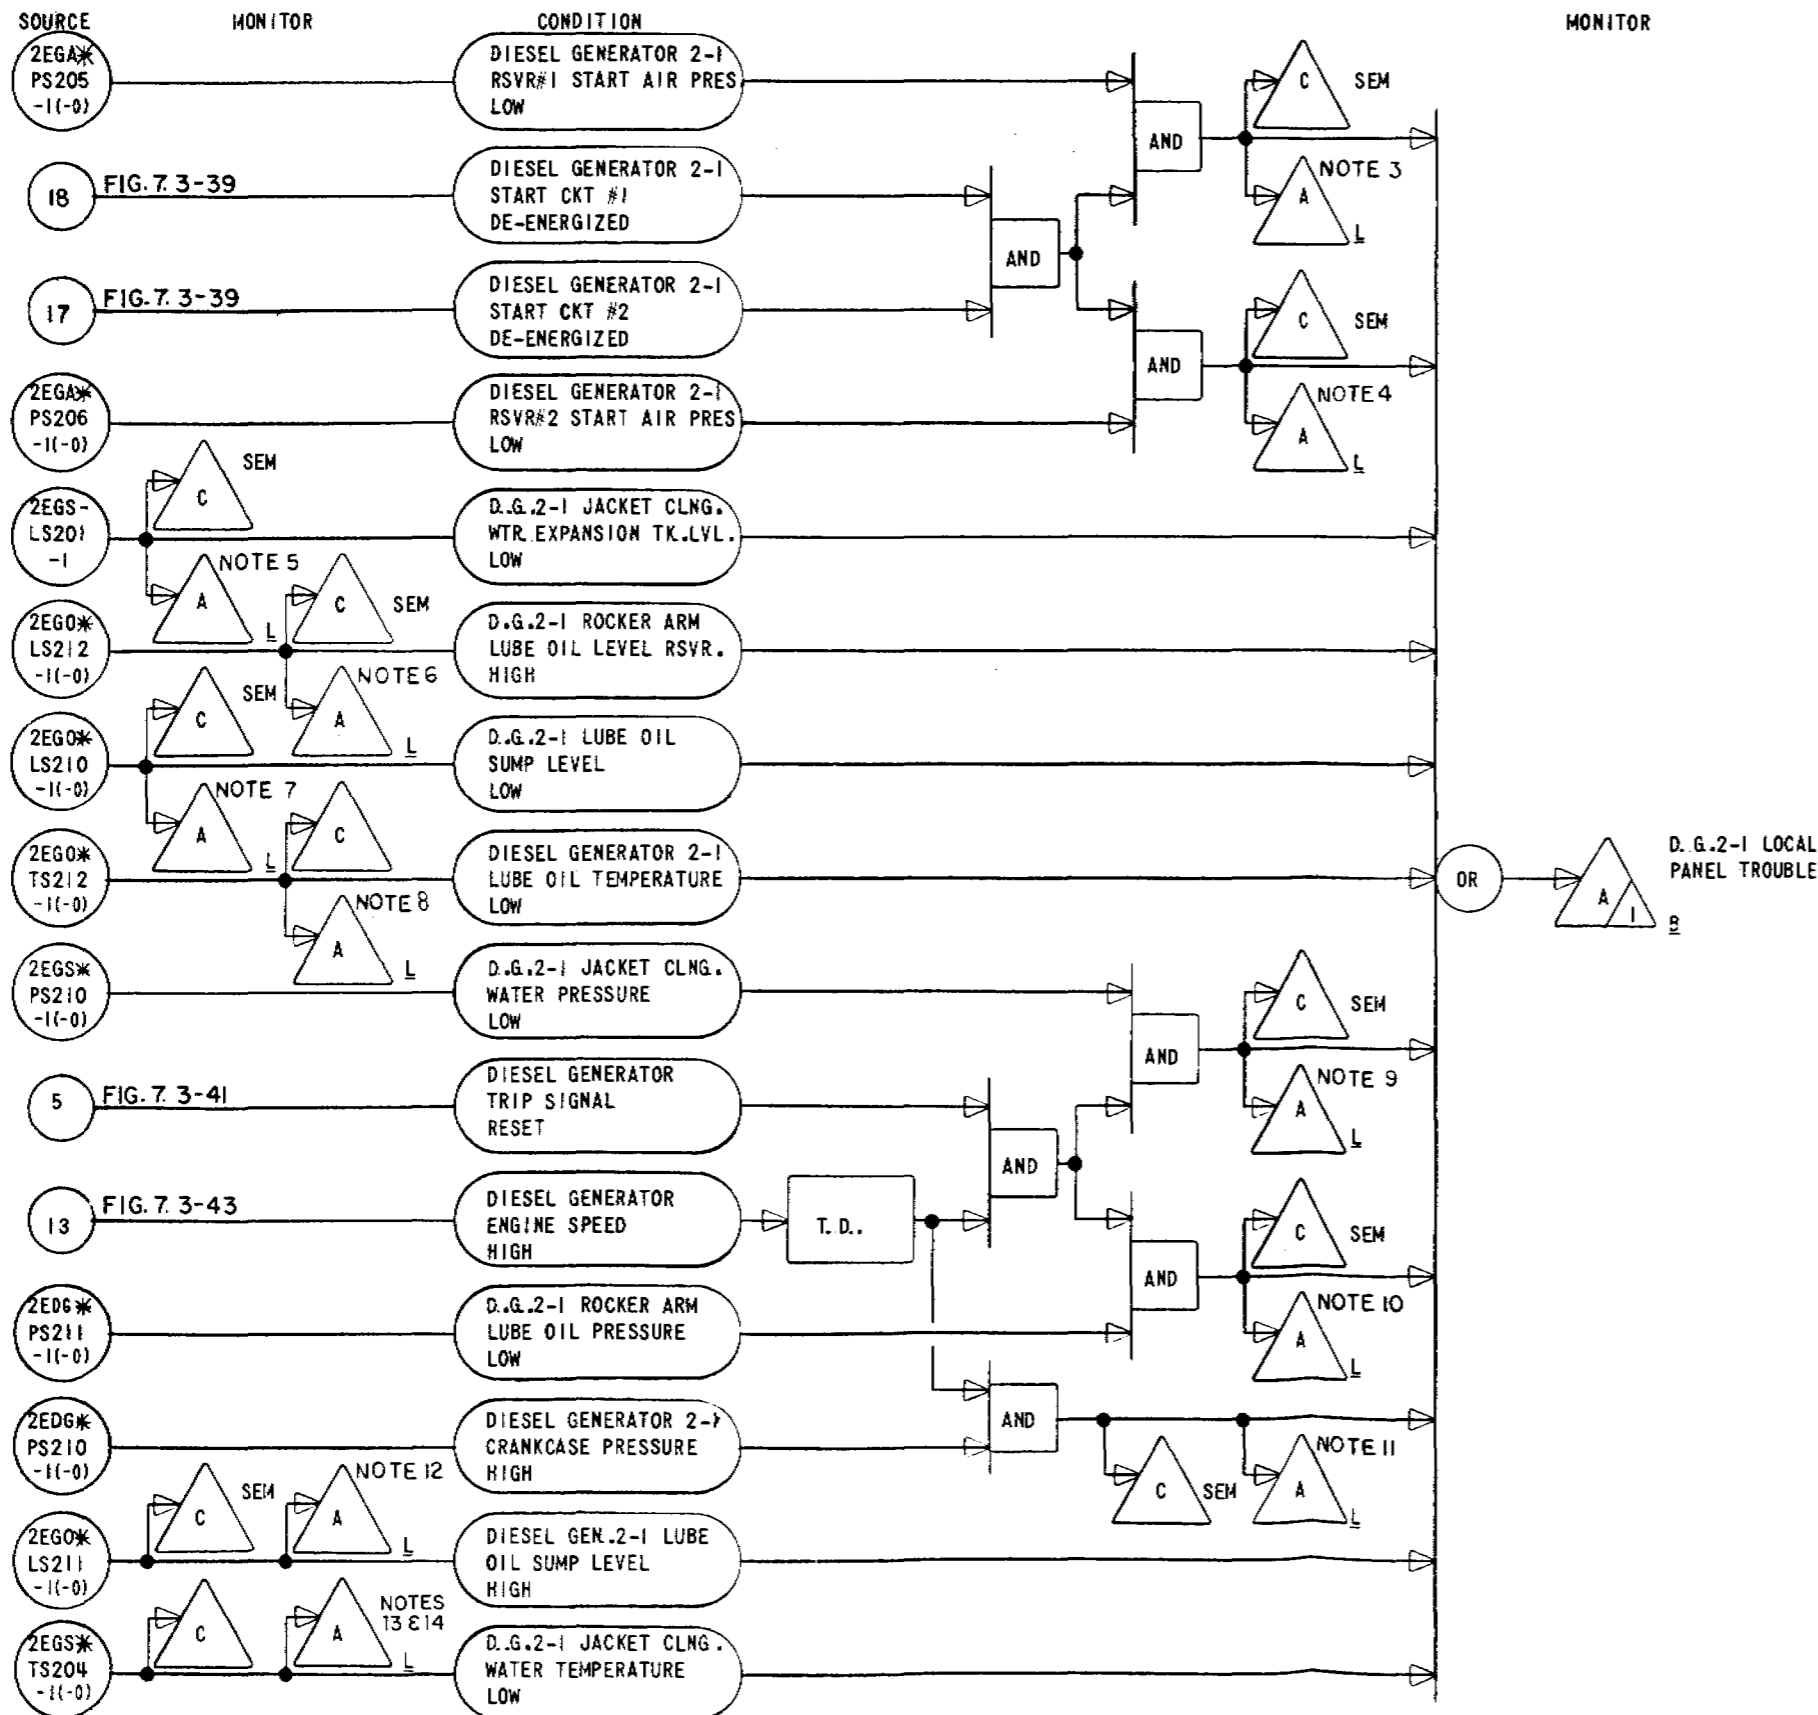 SOURCE MONITOR CONDITION MONITOR
2EGA*
PS205
-1(-0)
DIESEL GENERATOR 2-1
RSVR#1 START AIR PRES
LOW
AND
C
SEM
NOTE 3
A
L
18
FIG. 7.3-39
DIESEL GENERATOR 2-1
START CKT #1
DE-ENERGIZED
AND
17
FIG. 7.3-39
DIESEL GENERATOR 2-1
START CKT #2
DE-ENERGIZED
AND
C
SEM
NOTE 4
A
L
2EGA*
PS206
-1(-0)
DIESEL GENERATOR 2-1
RSVR#2 START AIR PRES
LOW
2EGS-
LS201
-1
C
SEM
A
NOTE 5
L
D.G.2-1 JACKET CLNG.
WTR EXPANSION TK.LVL.
LOW
2EGO*
LS212
-1(-0)
C
SEM
A
NOTE 6
L
D.G.2-1 ROCKER ARM
LUBE OIL LEVEL RSVR.
HIGH
2EGO*
LS210
-1(-0)
C
SEM
A
NOTE 7
L
D.G.2-1 LUBE OIL
SUMP LEVEL
LOW
2EGO*
TS212
-1(-0)
C
A
NOTE 8
L
DIESEL GENERATOR 2-1
LUBE OIL TEMPERATURE
LOW
OR
A
1
B
D.G.2-1 LOCAL
PANEL TROUBLE
2EGS*
PS210
-1(-0)
D.G.2-1 JACKET CLNG.
WATER PRESSURE
LOW
AND
C
SEM
NOTE 9
A
L
5
FIG. 7.3-41
DIESEL GENERATOR
TRIP SIGNAL
RESET
AND
13
FIG. 7.3-43
DIESEL GENERATOR
ENGINE SPEED
HIGH
T.D.
AND
C
SEM
NOTE 10
A
L
2EDG*
PS211
-1(-0)
D.G.2-1 ROCKER ARM
LUBE OIL PRESSURE
LOW
2EDG*
PS210
-1(-0)
DIESEL GENERATOR 2-1
CRANKCASE PRESSURE
HIGH
AND
C
SEM
A
NOTE 11
L
2EGO*
LS211
-1(-0)
C
SEM
A
NOTE 12
L
DIESEL GEN.2-1 LUBE
OIL SUMP LEVEL
HIGH
2EGS*
TS204
-1(-0)
C
A
NOTES
13 & 14
L
D.G.2-1 JACKET CLNG.
WATER TEMPERATURE
LOW